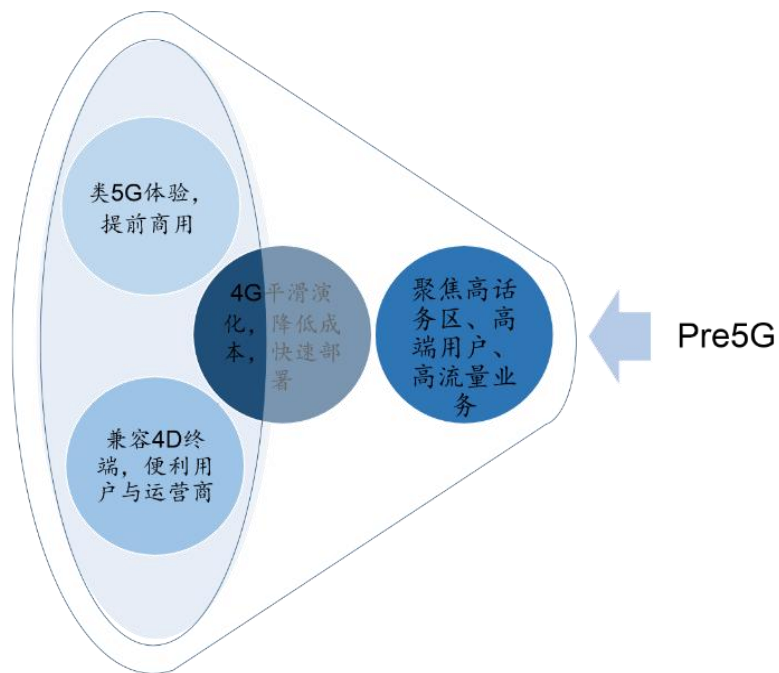 类5G体验，
提前商用
4G平滑演
化，降低成
本，快速部
署
聚焦高话
务区、高
端用户、
高流量业
务
Pre5G
兼容4D终
端，便利用
户与运营商